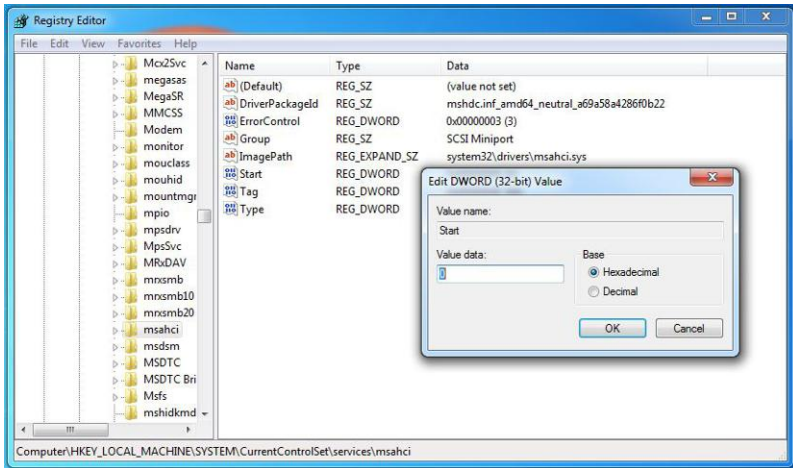 Registry Editor
File Edit View Favorites Help
Mcx2Svc
megasas
MegaSR
MMCSS
Modem
monitor
mouclass
mouhid
mountmgr
mpio
mpsdrv
MpsSvc
MRxDAV
mrxsmb
mrxsmb10
mrxsmb20
msahci
msdsm
MSDTC
MSDTC Bri
Msfs
mshidkmd
Name Type Data
(Default) REG_SZ (value not set)
DriverPackageId REG_SZ mshdc.inf_amd64_neutral_a69a58a4286f0b22
ErrorControl REG_DWORD 0x00000003 (3)
Group REG_SZ SCSI Miniport
ImagePath REG_EXPAND_SZ system32\drivers\msahci.sys
Start REG_DWORD
Tag REG_DWORD
Type REG_DWORD
Edit DWORD (32-bit) Value
Value name:
Start
Value data:
0
Base
Hexadecimal
Decimal
OK Cancel
Computer\HKEY_LOCAL_MACHINE\SYSTEM\CurrentControlSet\services\msahci